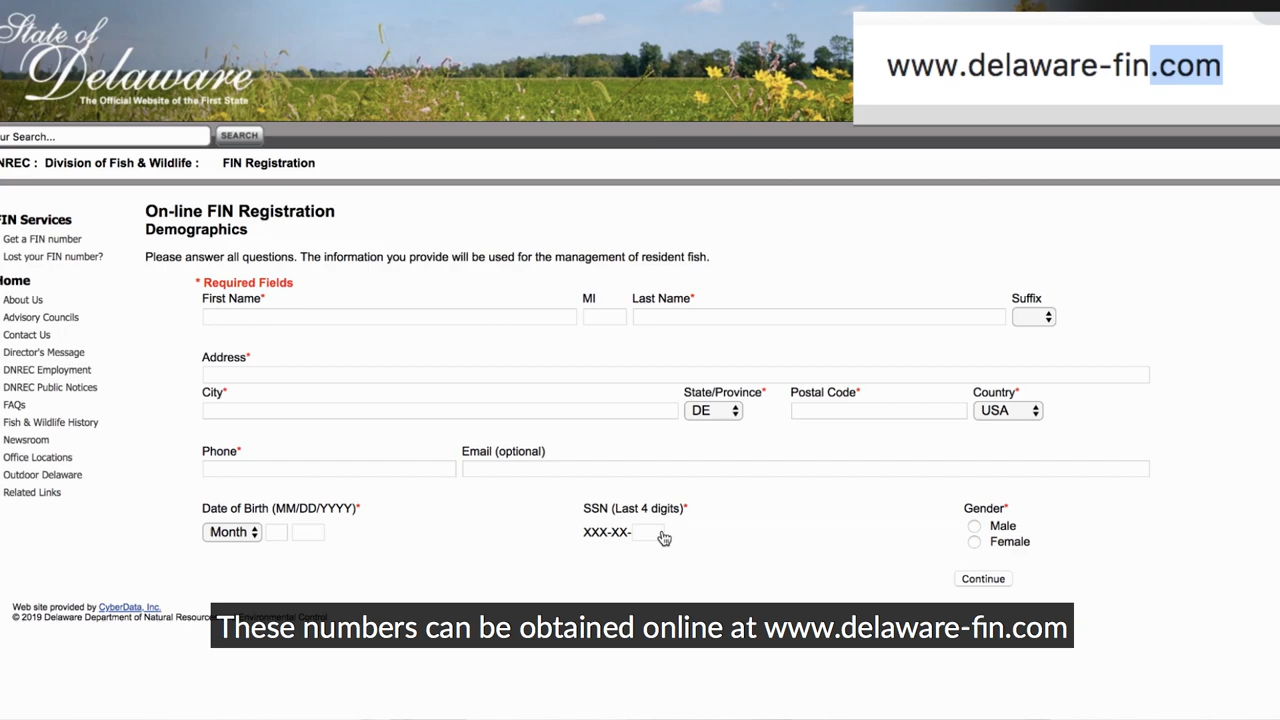 State of
Delaware
The Official Website of the First State
www.delaware-fin.com
ur Search...
SEARCH
NREC : Division of Fish & Wildlife : FIN Registration
FIN Services
Get a FIN number
Lost your FIN number?
Home
About Us
Advisory Councils
Contact Us
Director's Message
DNREC Employment
DNREC Public Notices
FAQs
Fish & Wildlife History
Newsroom
Office Locations
Outdoor Delaware
Related Links
On-line FIN Registration
Demographics
Please answer all questions. The information you provide will be used for the management of resident fish.
* Required Fields
First Name* MI Last Name* Suffix
Address*
City* State/Province* Postal Code* Country*
DE USA
Phone* Email (optional)
Date of Birth (MM/DD/YYYY)* SSN (Last 4 digits)* Gender*
Month XXX-XX- Male
Female
Continue
Web site provided by CyberData, Inc.
© 2019 Delaware Department of Natural Resources Environmental Control
These numbers can be obtained online at www.delaware-fin.com